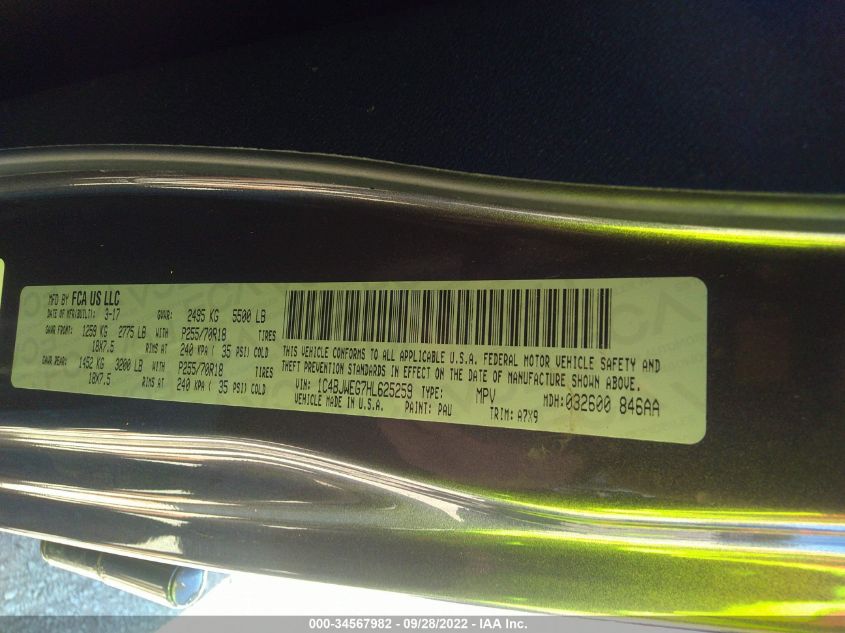 MFD BY FCA US LLC
DATE OF MFR(BUILT): 3-17 GVWR: 2495 KG 5500 LB
GAWR FRONT: 1259 KG 2775 LB WITH P255/70R18 TIRES
18X7.5 RIMS AT 240 KPA ( 35 PSI) COLD
GAWR REAR: 1452 KG 3200 LB WITH P255/70R18 TIRES
18X7.5 RIMS AT 240 KPA ( 35 PSI) COLD
THIS VEHICLE CONFORMS TO ALL APPLICABLE U.S.A. FEDERAL MOTOR VEHICLE SAFETY AND
THEFT PREVENTION STANDARDS IN EFFECT ON THE DATE OF MANUFACTURE SHOWN ABOVE.
VIN: 1C4BJWEG7HL625259 TYPE: MPV MDH: 032600 846AA
VEHICLE MADE IN U.S.A. PAINT: PAU TRIM: A7X9
000-34567982 - 09/28/2022 - IAA Inc.